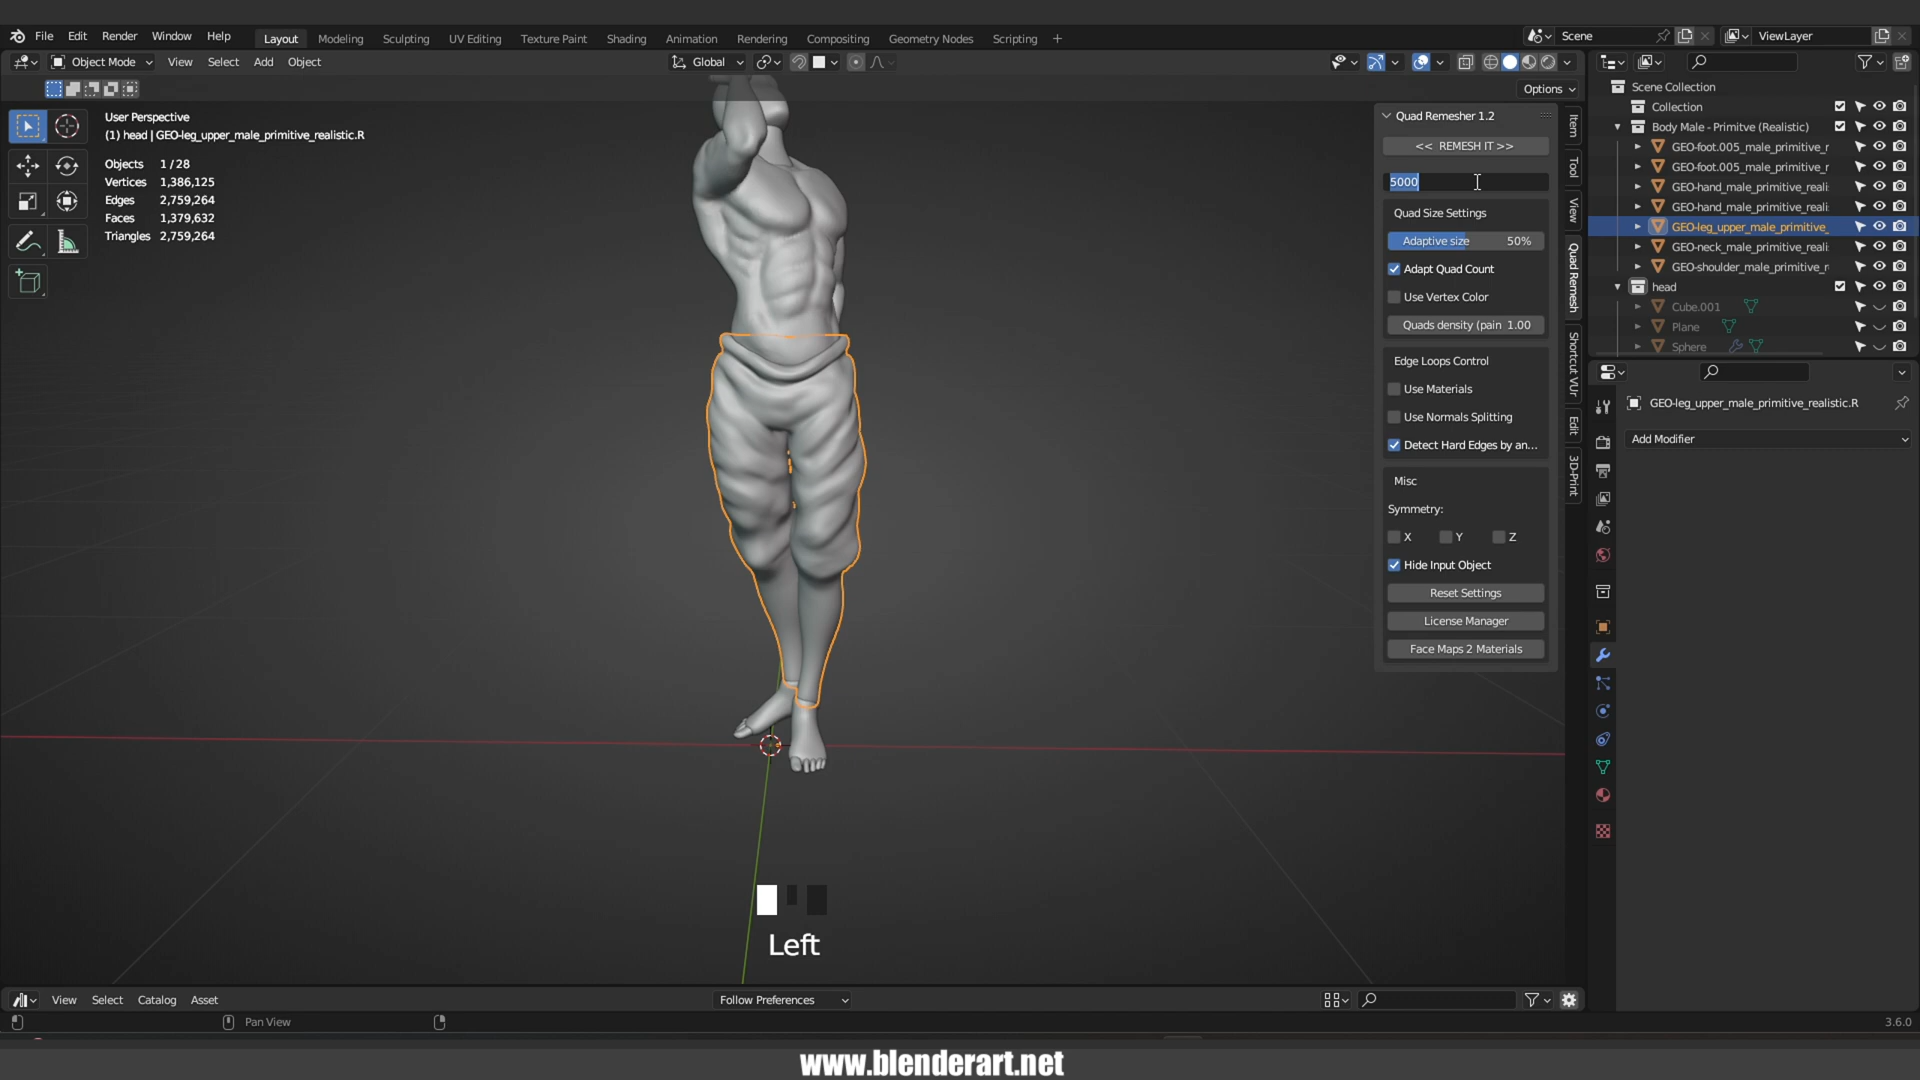 File Edit Render Window Help
Layout Modeling Sculpting UV Editing Texture Paint Shading Animation Rendering Compositing Geometry Nodes Scripting +
Scene
ViewLayer
Object Mode View Select Add Object
Global
Options
User Perspective
(1) head | GEO-leg_upper_male_primitive_realistic.R
Objects 1 / 28
Vertices 1,386,125
Edges 2,759,264
Faces 1,379,632
Triangles 2,759,264
Quad Remesher 1.2
<< REMESH IT >>
5000
Quad Size Settings
Adaptive size 50%
Adapt Quad Count
Use Vertex Color
Quads density (pain 1.00
Edge Loops Control
Use Materials
Use Normals Splitting
Detect Hard Edges by an...
Misc
Symmetry:
X Y Z
Hide Input Object
Reset Settings
License Manager
Face Maps 2 Materials
Item
Tool
View
Quad Remesh
Shortcut VUr
Edit
3D-Print
Scene Collection
Collection
Body Male - Primitve (Realistic)
GEO-foot.005_male_primitive_r
GEO-foot.005_male_primitive_r
GEO-hand_male_primitive_reali
GEO-hand_male_primitive_reali
GEO-leg_upper_male_primitive_
GEO-neck_male_primitive_reali
GEO-shoulder_male_primitive_r
head
Cube.001
Plane
Sphere
GEO-leg_upper_male_primitive_realistic.R
Add Modifier
Left
View Select Catalog Asset
Follow Preferences
Pan View
3.6.0
www.blenderart.net